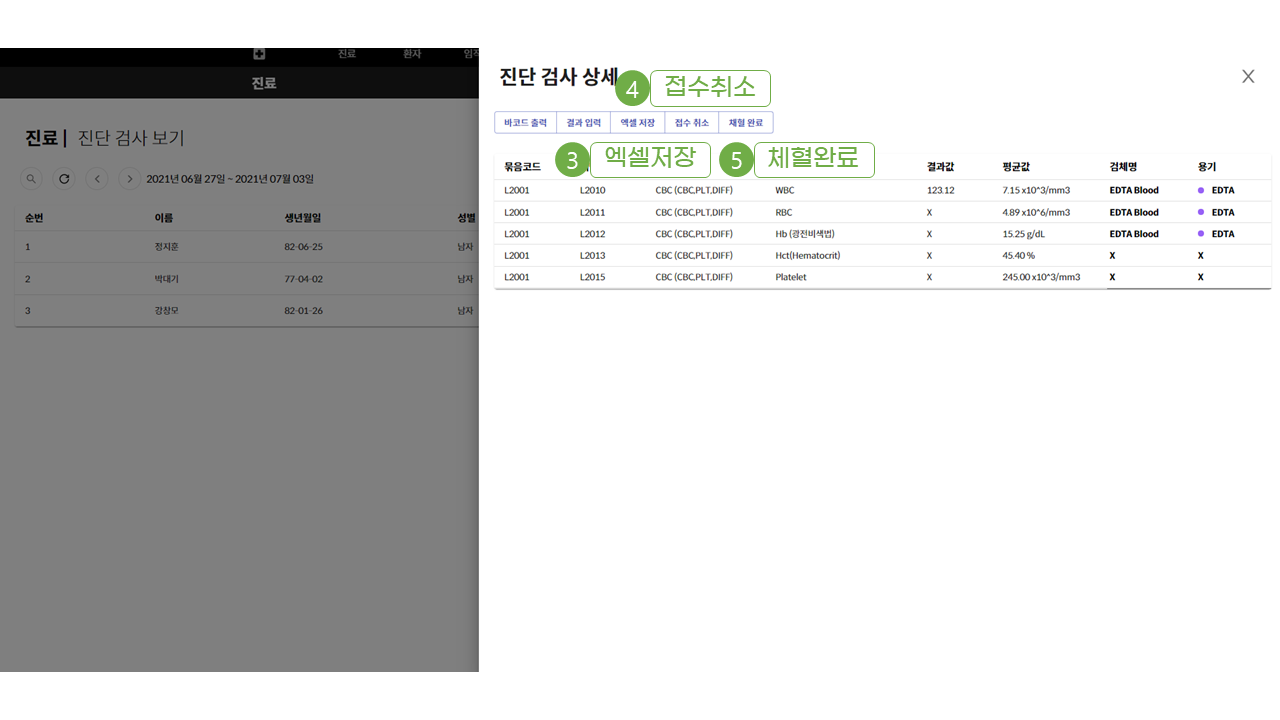 진료 환자 임직
진료
진료 | 진단 검사 보기
2021년 06월 27일 ~ 2021년 07월 03일
순번 이름 생년월일 성별
1 정지훈 82-06-25 남자
2 박대기 77-04-02 남자
3 강창모 82-01-26 남자
진단 검사 상세
4 접수취소
X
바코드 출력 결과 입력 엑셀 저장 접수 취소 채혈 완료
3 엑셀저장 5 채혈완료
묶음코드 결과값 평균값 검체명 용기
L2001 L2010 CBC (CBC,PLT,DIFF) WBC 123.12 7.15 x10^3/mm3 EDTA Blood EDTA
L2001 L2011 CBC (CBC,PLT,DIFF) RBC X 4.89 x10^6/mm3 EDTA Blood EDTA
L2001 L2012 CBC (CBC,PLT,DIFF) Hb (광전비색법) X 15.25 g/dL EDTA Blood EDTA
L2001 L2013 CBC (CBC,PLT,DIFF) Hct(Hematocrit) X 45.40 % X X
L2001 L2015 CBC (CBC,PLT,DIFF) Platelet X 245.00 x10^3/mm3 X X